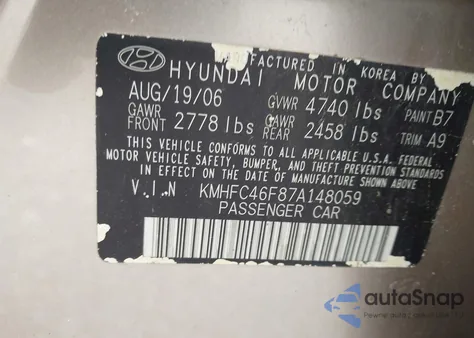 MANUFACTURED IN KOREA BY
HYUNDAI MOTOR COMPANY
AUG/19/06 GVWR 4740 lbs PAINT B7
GAWR FRONT 2778 lbs GAWR REAR 2458 lbs TRIM A9
THIS VEHICLE CONFORMS TO ALL APPLICABLE U.S.A. FEDERAL
MOTOR VEHICLE SAFETY, BUMPER, AND THEFT PREVENTION STANDARDS
IN EFFECT ON THE DATE OF MANUFACTURE SHOWN ABOVE.
V.I.N KMHFC46F87A148059
PASSENGER CAR
autoSnap